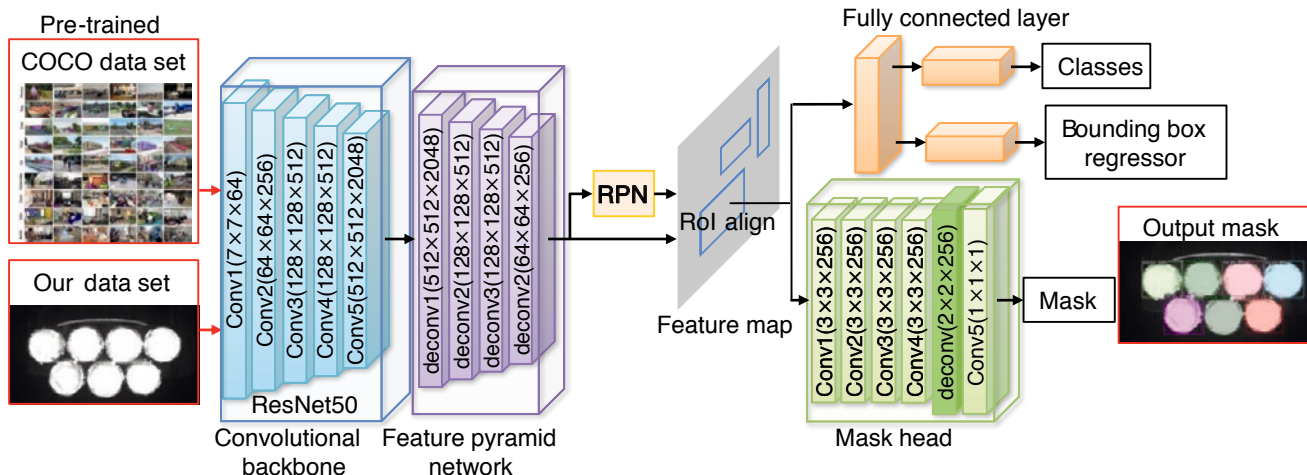 Pre-trained
COCO data set
Our data set
Conv1(7×7×64)
Conv2(64×64×256)
Conv3(128×128×512)
Conv4(128×128×512)
Conv5(512×512×2048)
ResNet50
Convolutional
backbone
deconv1(512×512×2048)
deconv2(128×128×512)
deconv3(128×128×512)
deconv2(64×64×256)
Feature pyramid
network
RPN
RoI align
Feature map
Fully connected layer
Classes
Bounding box
regressor
Conv1(3×3×256)
Conv2(3×3×256)
Conv3(3×3×256)
Conv4(3×3×256)
deconv(2×2×256)
Conv5(1×1×1)
Mask head
Mask
Output mask